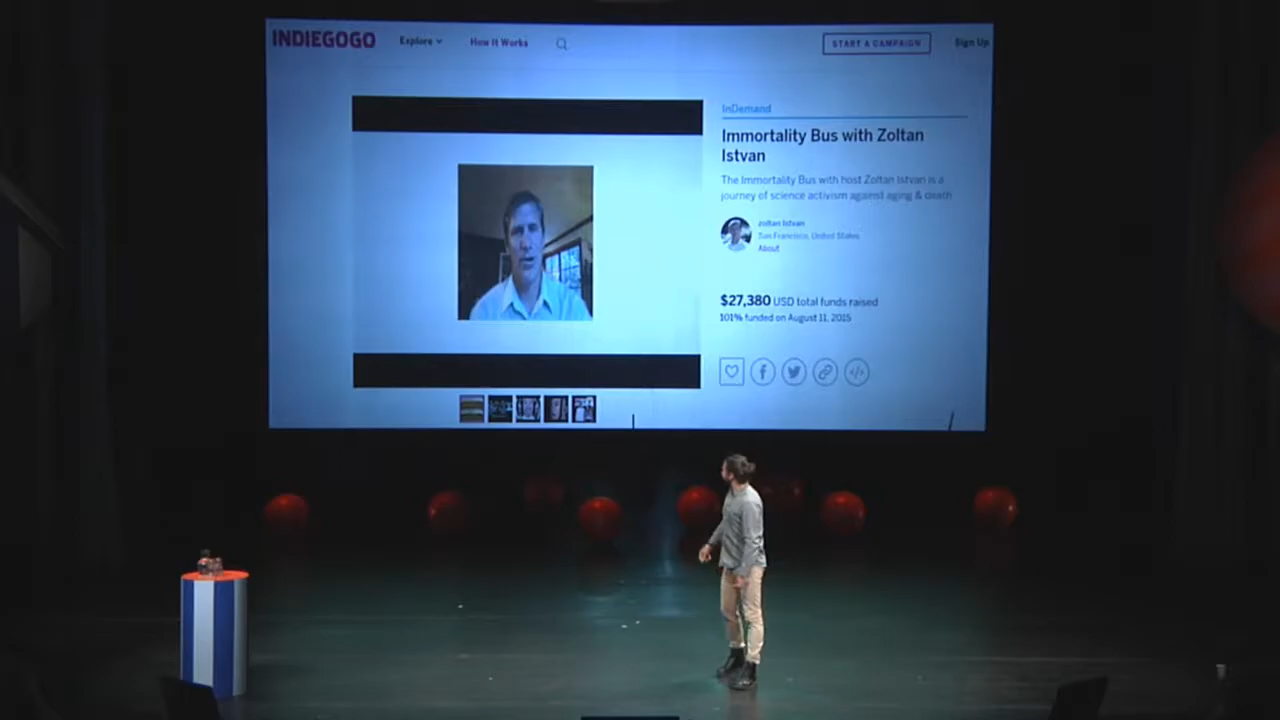 INDIEGOGO Explore How It Works START A CAMPAIGN Sign Up
InDemand
Immortality Bus with Zoltan
Istvan
The Immortality Bus with host Zoltan Istvan is a
journey of science activism against aging & death
zoltan istvan
San Francisco, United States
About
$27,380 USD total funds raised
101% funded on August 11, 2015